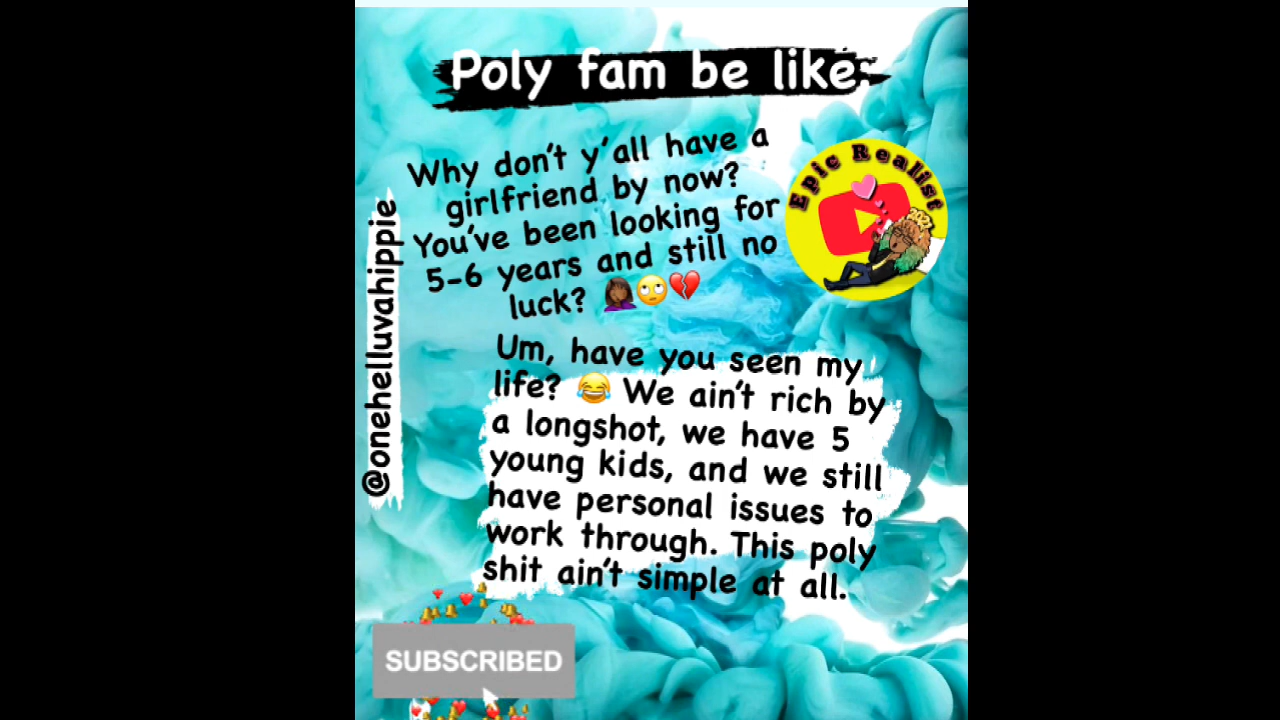 Poly fam be like:
Why don't y'all have a
girlfriend by now?
You've been looking for
5-6 years and still no
luck? 🤦🏾‍♀️🙄💔
Epic Realist
2021
@onehelluvahippie
Um, have you seen my
life? 😂 We ain't rich by
a longshot, we have 5
young kids, and we still
have personal issues to
work through. This poly
shit ain't simple at all.
SUBSCRIBED